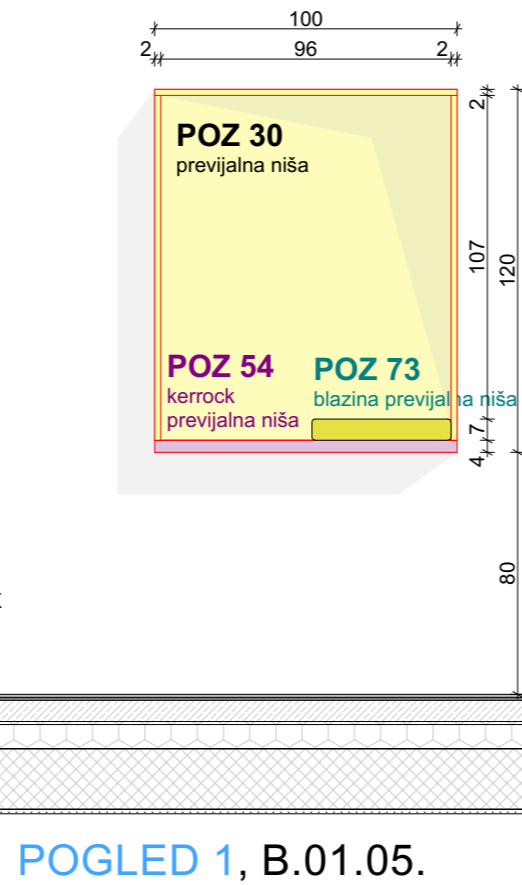 100
2 96 2
POZ 30
previjalna niša
2
107
120
POZ 54
kerrock
previjalna niša
POZ 73
blazina previjalna niša
7
4
80
POGLED 1, B.01.05.